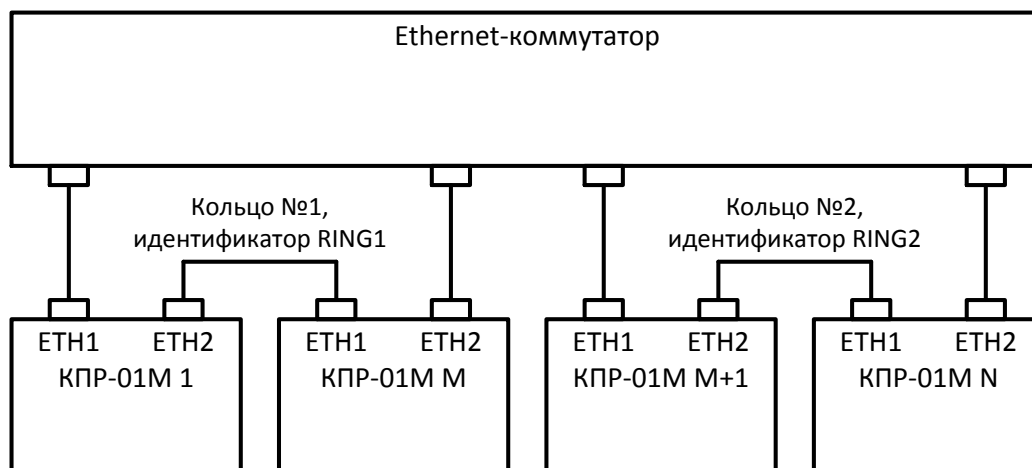 Ethernet-коммутатор
Кольцо №1,
идентификатор RING1
Кольцо №2,
идентификатор RING2
ETH1 ETH2
КПР-01М 1
ETH1 ETH2
КПР-01М М
ETH1 ETH2
КПР-01М М+1
ETH1 ETH2
КПР-01М N